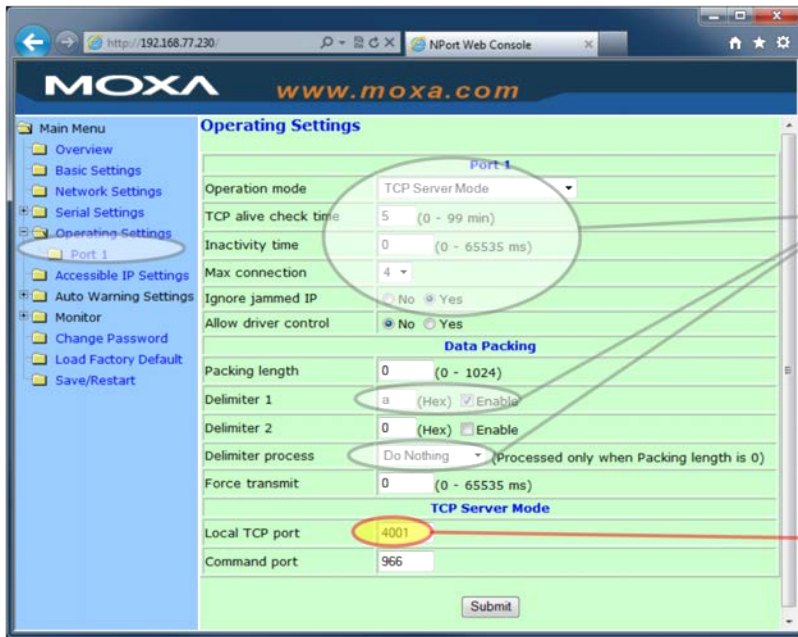 http://192.168.77.230/
NPort Web Console
MOXA www.moxa.com
Main Menu
Overview
Basic Settings
Network Settings
Serial Settings
Operating Settings
Port 1
Accessible IP Settings
Auto Warning Settings
Monitor
Change Password
Load Factory Default
Save/Restart
Operating Settings
Port 1
Operation mode TCP Server Mode
TCP alive check time 5 (0 - 99 min)
Inactivity time 0 (0 - 65535 ms)
Max connection 4
Ignore jammed IP No Yes
Allow driver control No Yes
Data Packing
Packing length 0 (0 - 1024)
Delimiter 1 a (Hex) Enable
Delimiter 2 0 (Hex) Enable
Delimiter process Do Nothing (Processed only when Packing length is 0)
Force transmit 0 (0 - 65535 ms)
TCP Server Mode
Local TCP port 4001
Command port 966
Submit